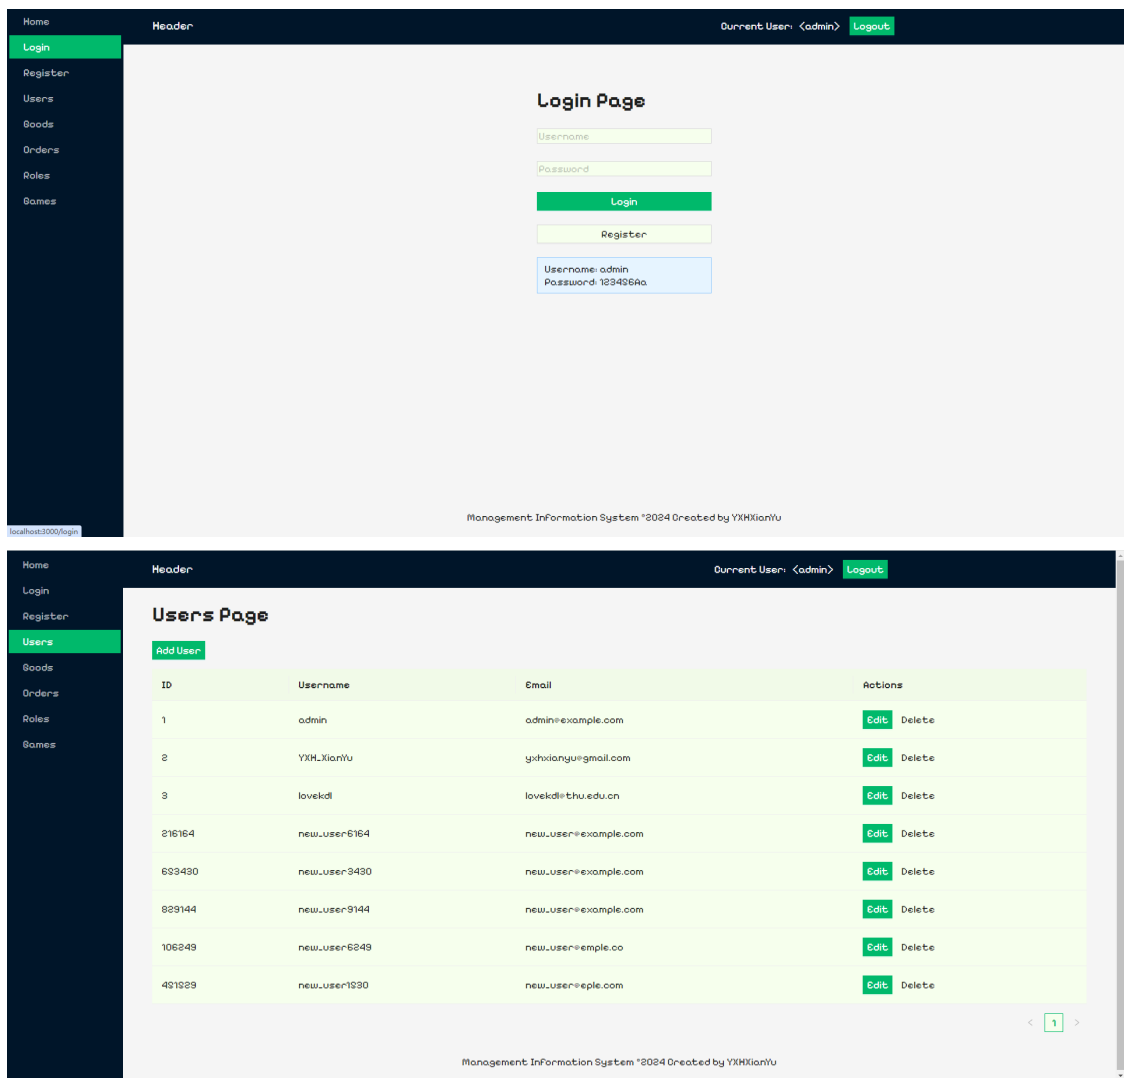 Home
Login
Register
Users
Goods
Orders
Roles
Games
Header
Current User: <admin>
Logout
Login Page
Username
Password
Login
Register
Username: admin
Password: 123456Aa
Management Information System ©2024 Created by YXHXianYu
localhost:3000/login
Home
Login
Register
Users
Goods
Orders
Roles
Games
Header
Current User: <admin>
Logout
Users Page
Add User
ID Username Email Actions
1 admin admin@example.com Edit Delete
2 YXH_XianYu yxhxianyu@gmail.com Edit Delete
3 lovekdl lovekdl@thu.edu.cn Edit Delete
216164 new_user6164 new_user@example.com Edit Delete
653430 new_user3430 new_user@example.com Edit Delete
829144 new_user9144 new_user@example.com Edit Delete
106249 new_user6249 new_user@emple.co Edit Delete
451529 new_user1530 new_user@eple.com Edit Delete
< 1 >
Management Information System ©2024 Created by YXHXianYu